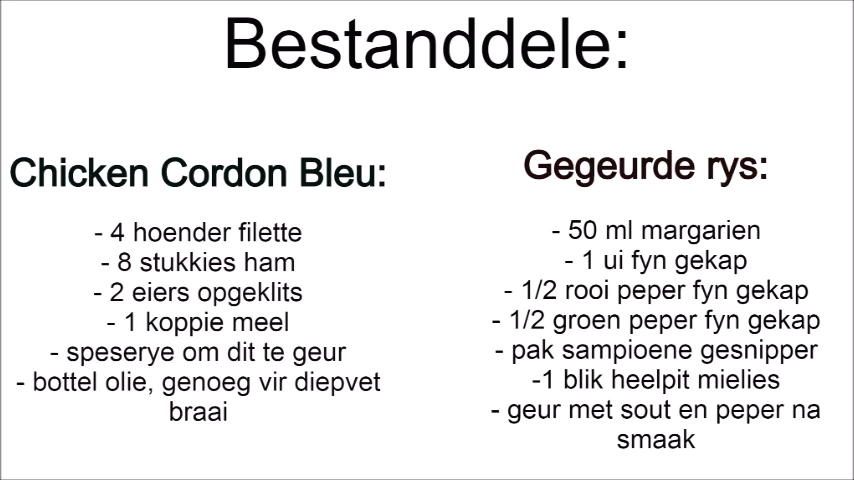 Bestanddele:
Chicken Cordon Bleu:
- 4 hoender filette
- 8 stukkies ham
- 2 eiers opgeklits
- 1 koppie meel
- speserye om dit te geur
- bottel olie, genoeg vir diepvet
braai
Gegeurde rys:
- 50 ml margarien
- 1 ui fyn gekap
- 1/2 rooi peper fyn gekap
- 1/2 groen peper fyn gekap
- pak sampioene gesnipper
-1 blik heelpit mielies
- geur met sout en peper na
smaak